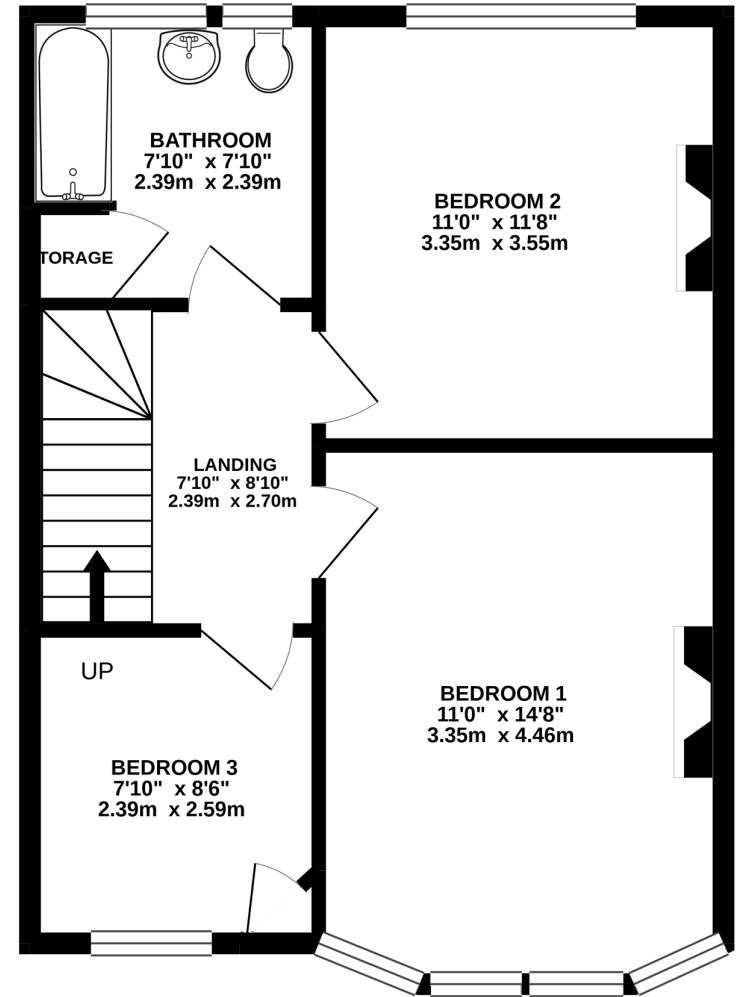 BATHROOM
7'10" x 7'10"
2.39m x 2.39m
BEDROOM 2
11'0" x 11'8"
3.35m x 3.55m
TORAGE
LANDING
7'10" x 8'10"
2.39m x 2.70m
UP
BEDROOM 1
11'0" x 14'8"
3.35m x 4.46m
BEDROOM 3
7'10" x 8'6"
2.39m x 2.59m